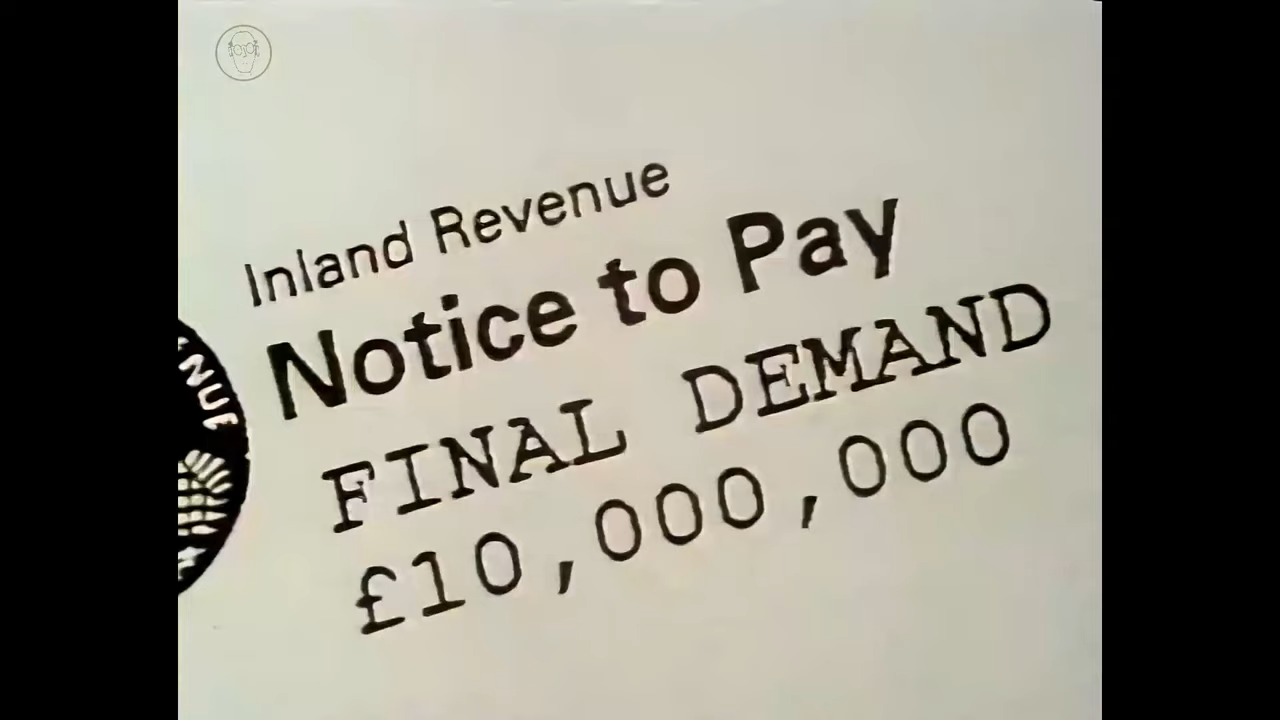 Inland Revenue
Notice to Pay
FINAL DEMAND
£10,000,000